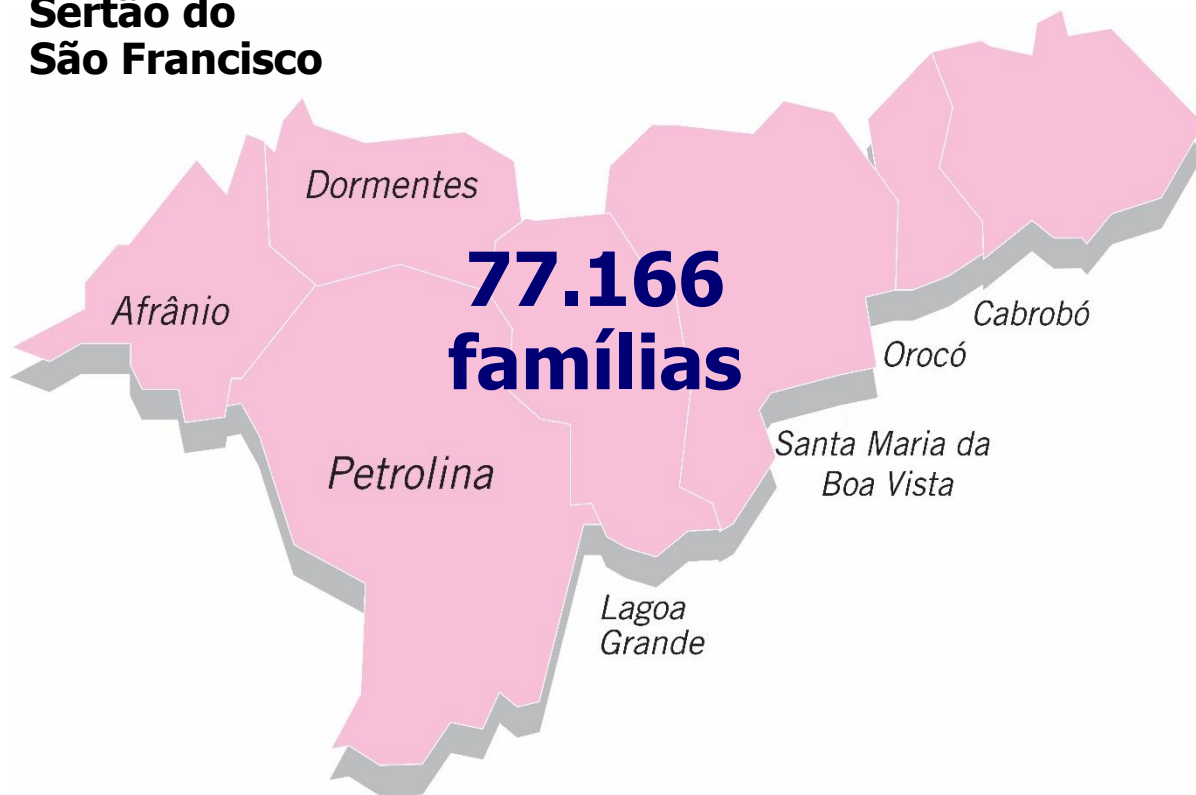 Sertão do
São Francisco
Dormentes
77.166
famílias
Afrânio
Cabrobó
Orocó
Petrolina
Santa Maria da
Boa Vista
Lagoa
Grande